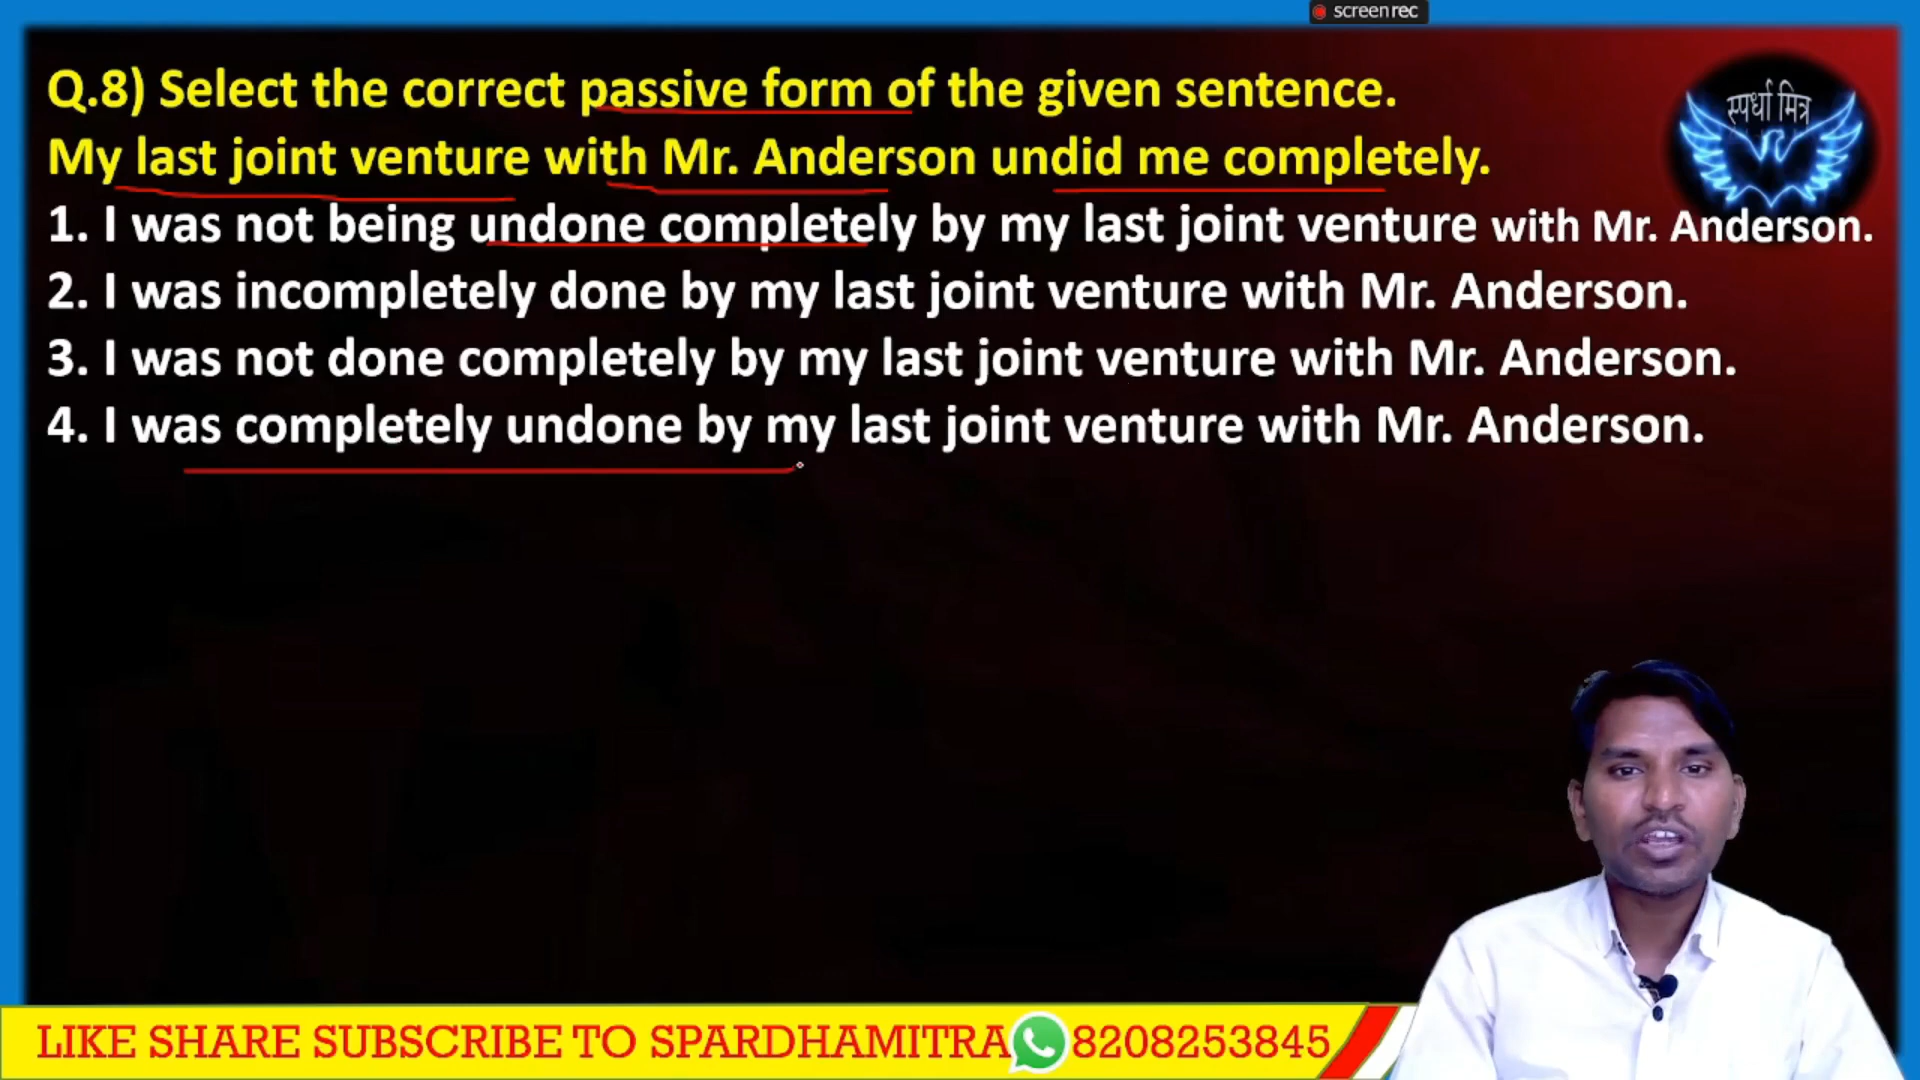 screenrec
Q.8) Select the correct passive form of the given sentence.
स्पर्धा मित्र
My last joint venture with Mr. Anderson undid me completely.
1. I was not being undone completely by my last joint venture with Mr. Anderson.
2. I was incompletely done by my last joint venture with Mr. Anderson.
3. I was not done completely by my last joint venture with Mr. Anderson.
4. I was completely undone by my last joint venture with Mr. Anderson.
LIKE SHARE SUBSCRIBE TO SPARDHAMITRA 8208253845